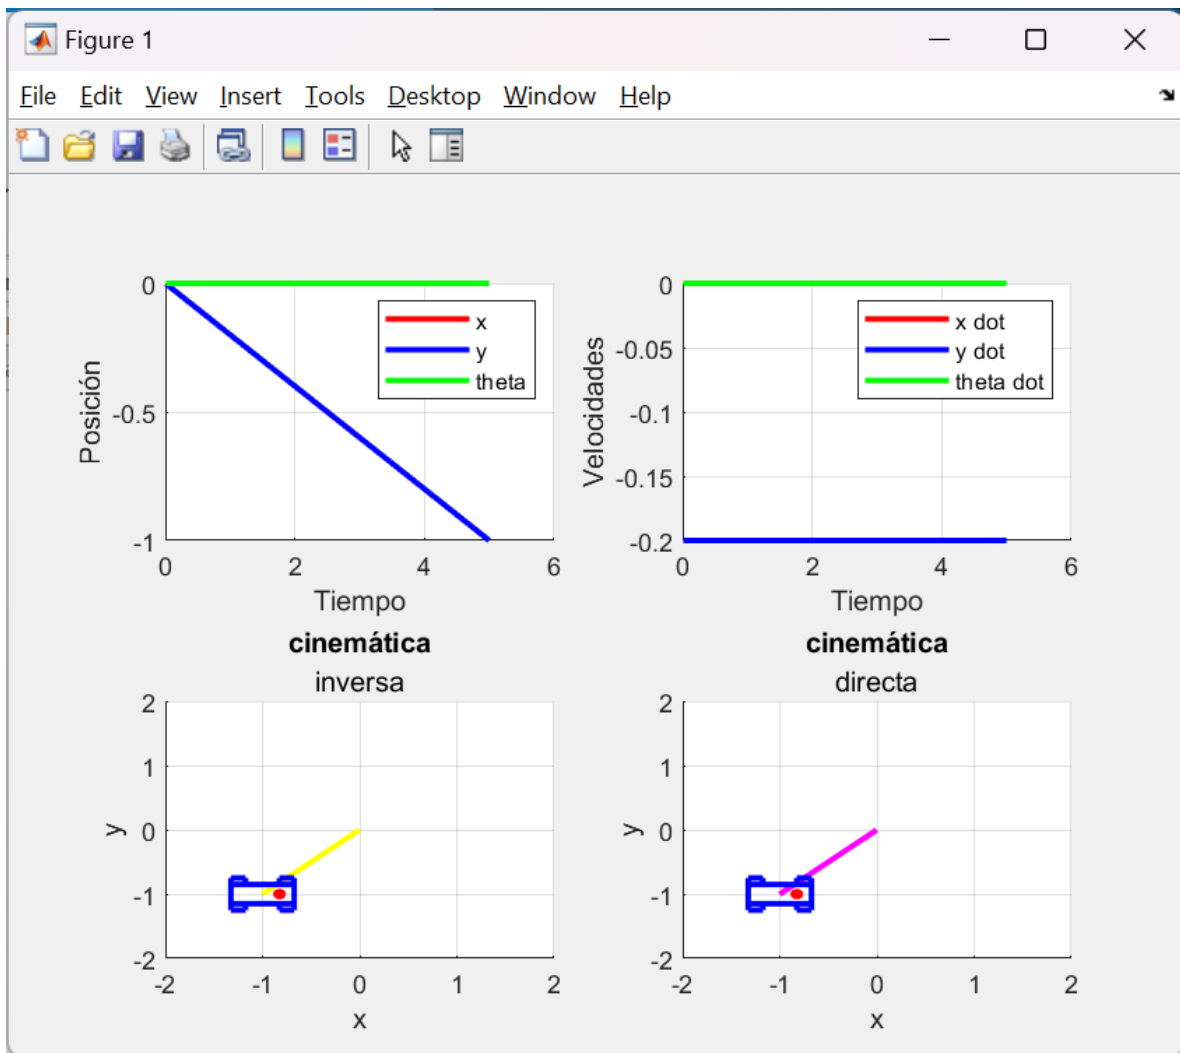 Figure 1
File Edit View Insert Tools Desktop Window Help
0
-0.5
-1
Posición
0 2 4 6
Tiempo
x
y
theta
0
-0.05
-0.1
-0.15
-0.2
Velocidades
0 2 4 6
Tiempo
x dot
y dot
theta dot
cinemática
inversa
2
1
0
-1
-2
y
-2 -1 0 1 2
x
cinemática
directa
2
1
0
-1
-2
y
-2 -1 0 1 2
x